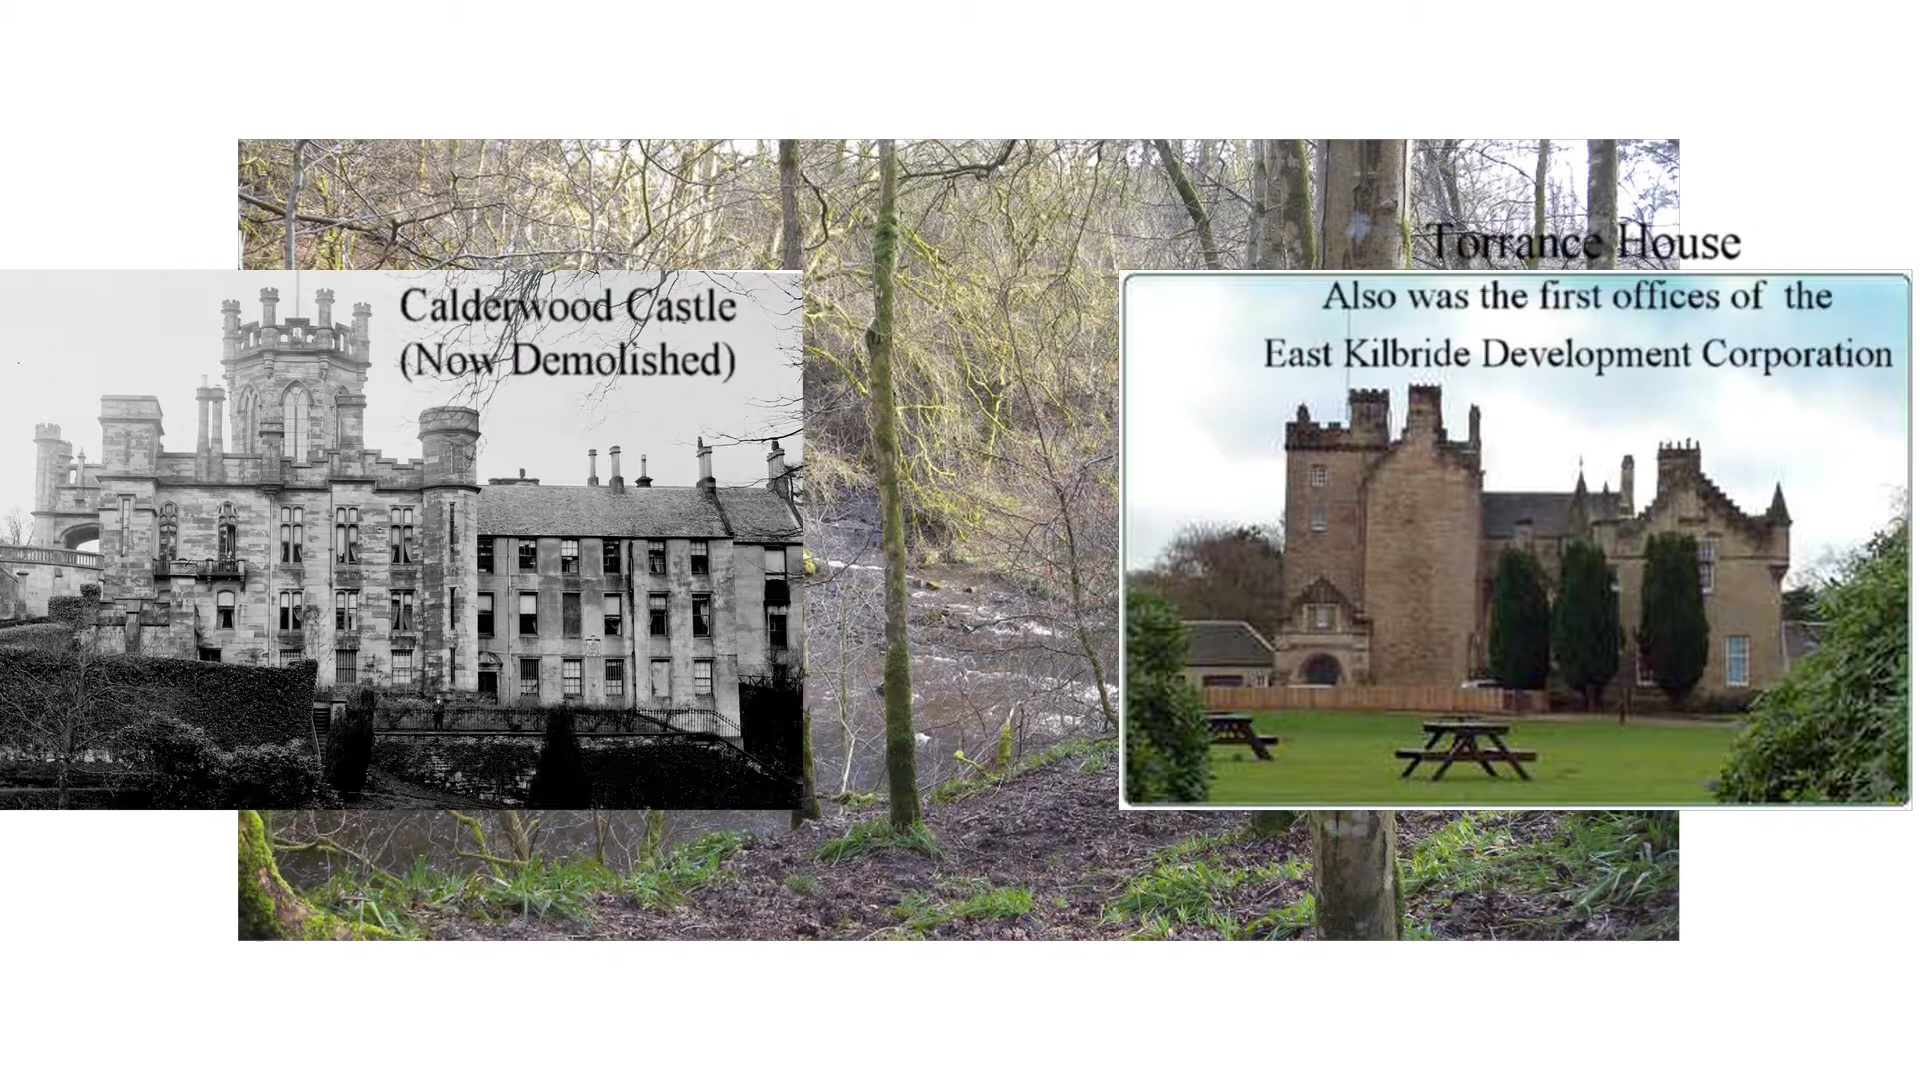 Calderwood Castle
(Now Demolished)
Torrance House
Also was the first offices of the
East Kilbride Development Corporation